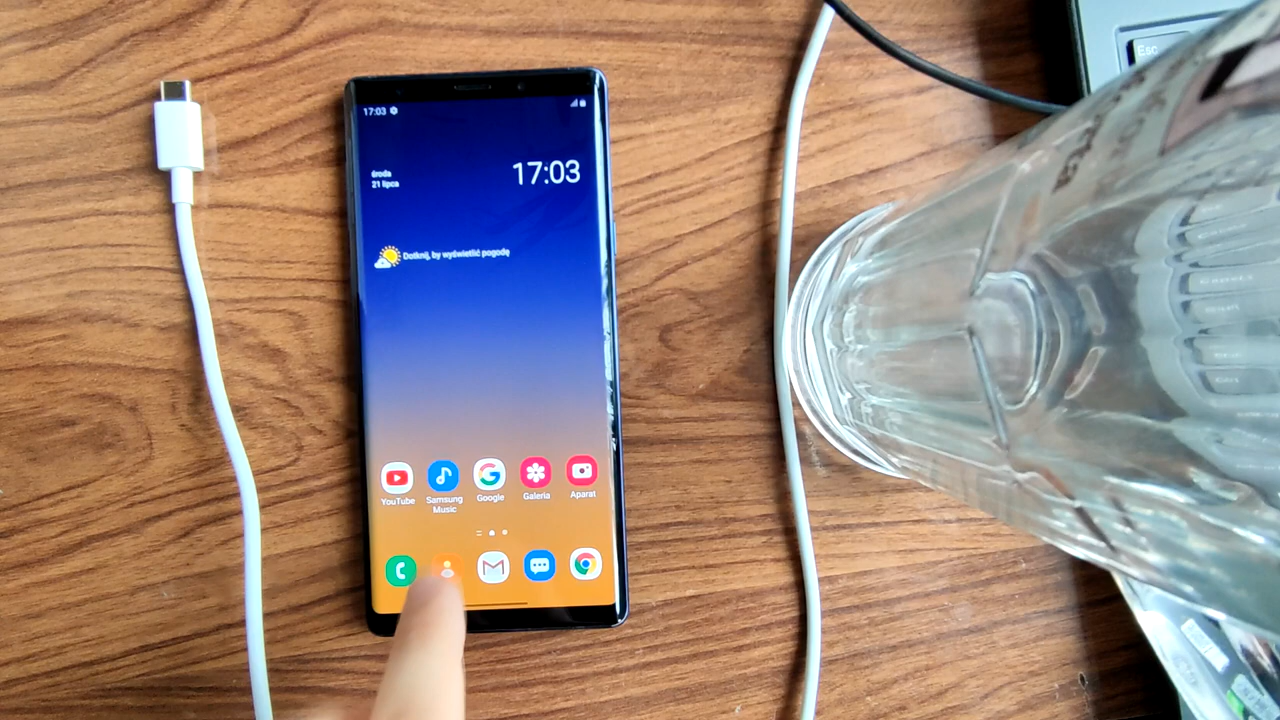 17:03
środa
21 lipca
17:03
Dotknij, by wyświetlić pogodę
YouTube
Samsung Music
Google
Galeria
Aparat
Esc